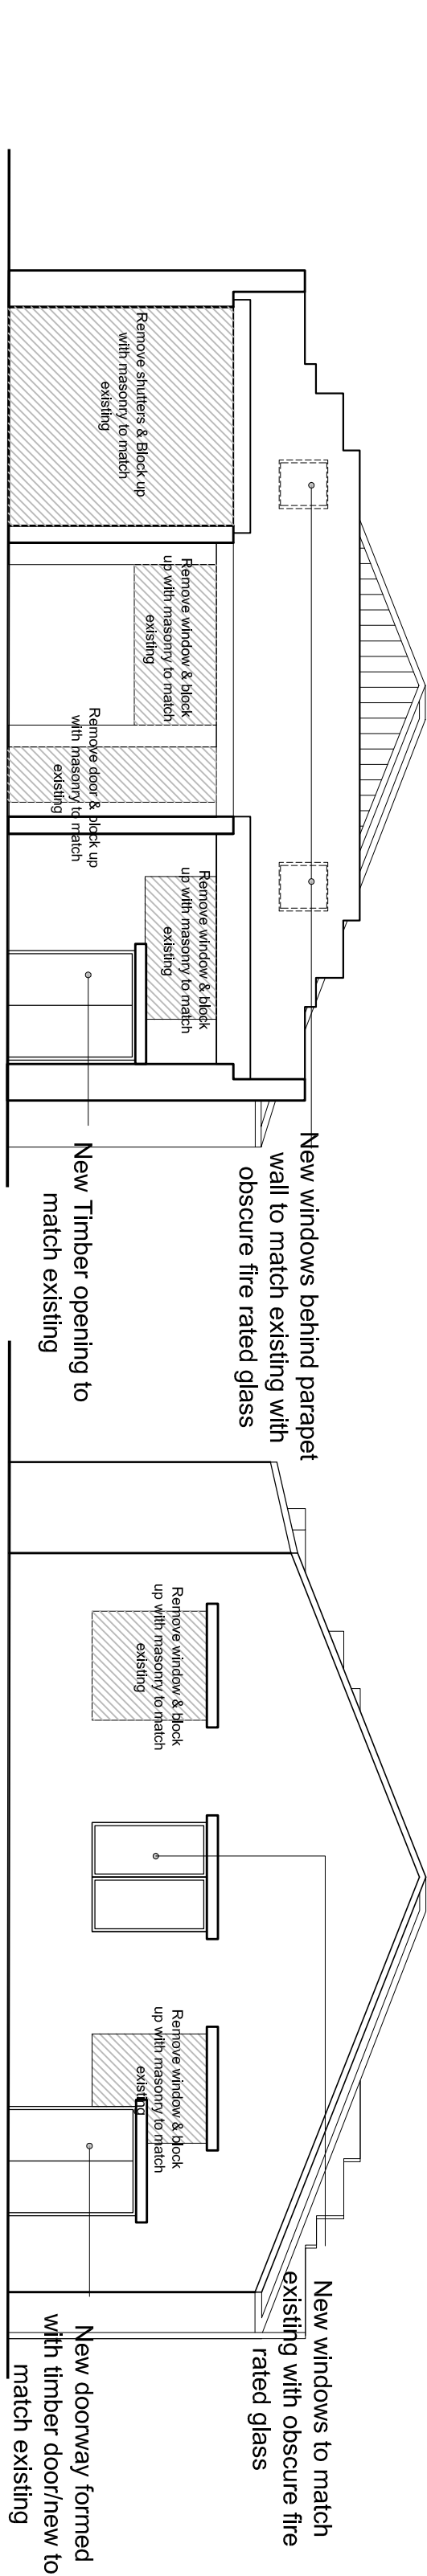 Remove shutters & Block up
with masonry to match
existing
Remove window & block
up with masonry to match
existing
Remove door & block up
with masonry to match
existing
Remove window & block
up with masonry to match
existing
New windows behind parapet
wall to match existing with
obscure fire rated glass
New Timber opening to
match existing
Remove window & block
up with masonry to match
existing
Remove window & block
up with masonry to match
existing
New windows to match
existing with obscure fire
rated glass
New doorway formed
with timber door/new to
match existing